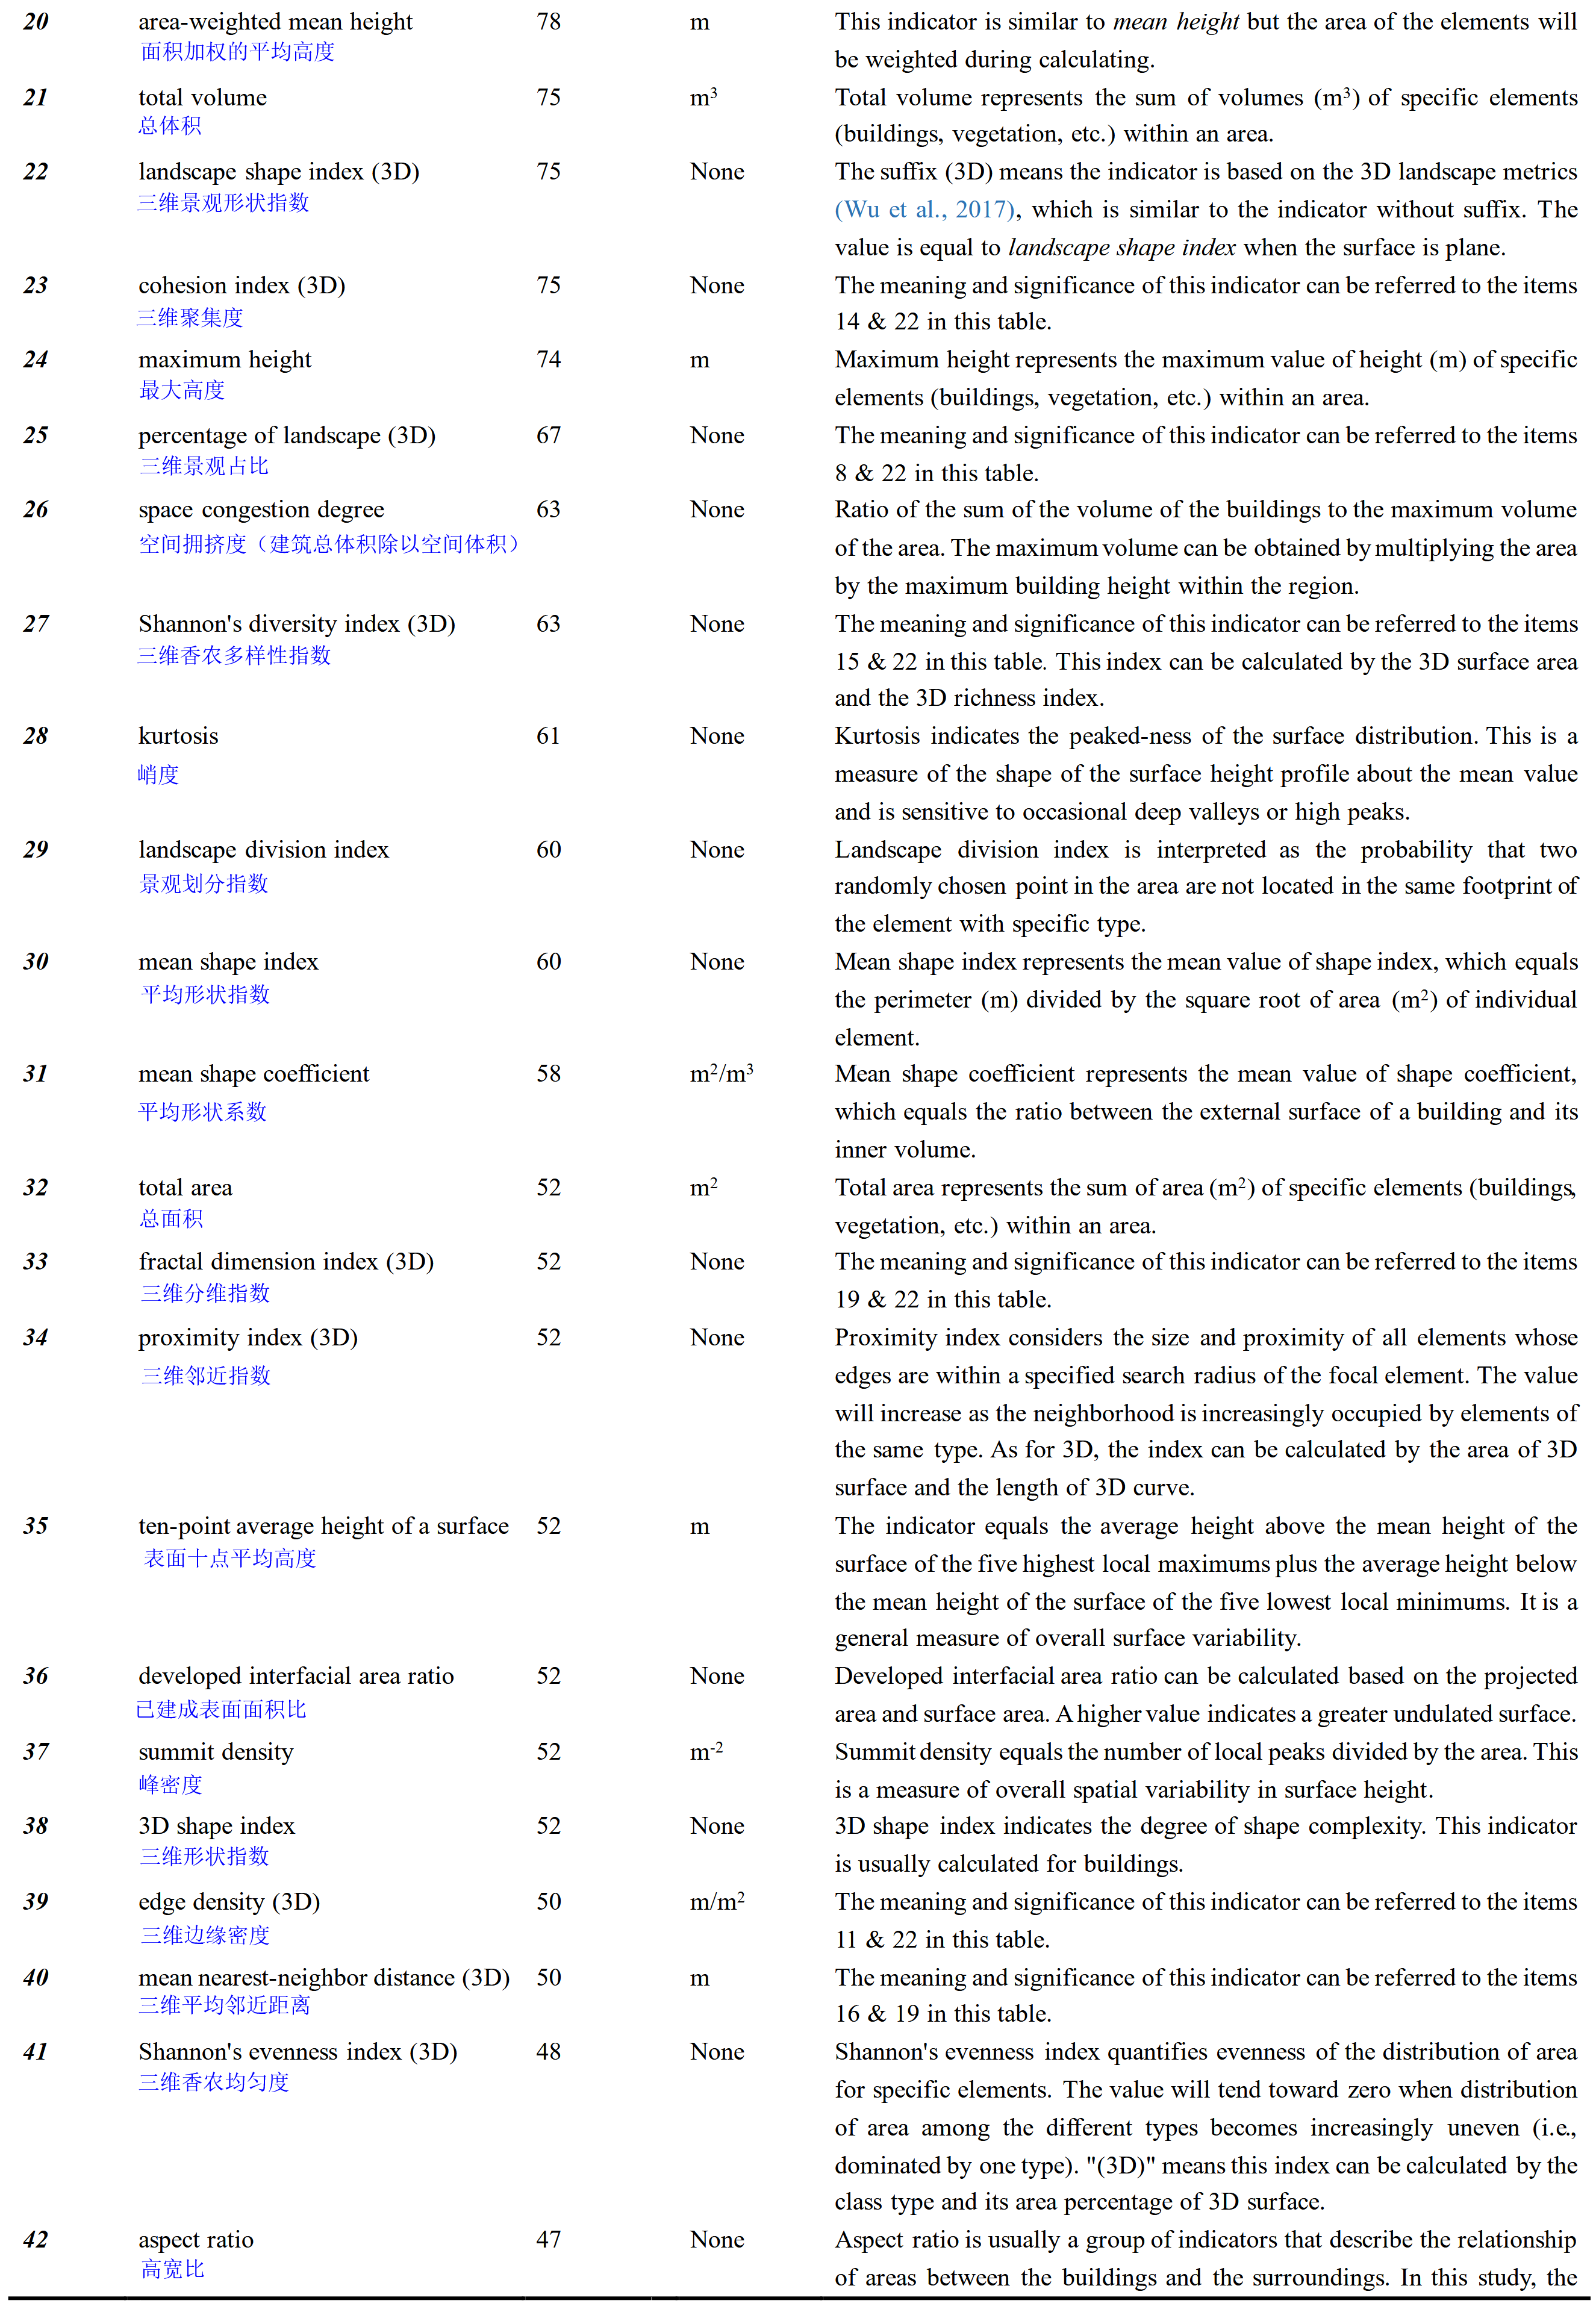 20 area-weighted mean height 78 m This indicator is similar to mean height but the area of the elements will
面积加权的平均高度 be weighted during calculating.
21 total volume 75 m³ Total volume represents the sum of volumes (m³) of specific elements
总体积 (buildings, vegetation, etc.) within an area.
22 landscape shape index (3D) 75 None The suffix (3D) means the indicator is based on the 3D landscape metrics
三维景观形状指数 (Wu et al., 2017), which is similar to the indicator without suffix. The
value is equal to landscape shape index when the surface is plane.
23 cohesion index (3D) 75 None The meaning and significance of this indicator can be referred to the items
三维聚集度 14 & 22 in this table.
24 maximum height 74 m Maximum height represents the maximum value of height (m) of specific
最大高度 elements (buildings, vegetation, etc.) within an area.
25 percentage of landscape (3D) 67 None The meaning and significance of this indicator can be referred to the items
三维景观占比 8 & 22 in this table.
26 space congestion degree 63 None Ratio of the sum of the volume of the buildings to the maximum volume
空间拥挤度（建筑总体积除以空间体积） of the area. The maximum volume can be obtained by multiplying the area
by the maximum building height within the region.
27 Shannon's diversity index (3D) 63 None The meaning and significance of this indicator can be referred to the items
三维香农多样性指数 15 & 22 in this table. This index can be calculated by the 3D surface area
and the 3D richness index.
28 kurtosis 61 None Kurtosis indicates the peaked-ness of the surface distribution. This is a
峭度 measure of the shape of the surface height profile about the mean value
and is sensitive to occasional deep valleys or high peaks.
29 landscape division index 60 None Landscape division index is interpreted as the probability that two
景观划分指数 randomly chosen point in the area are not located in the same footprint of
the element with specific type.
30 mean shape index 60 None Mean shape index represents the mean value of shape index, which equals
平均形状指数 the perimeter (m) divided by the square root of area (m²) of individual
element.
31 mean shape coefficient 58 m²/m³ Mean shape coefficient represents the mean value of shape coefficient,
平均形状系数 which equals the ratio between the external surface of a building and its
inner volume.
32 total area 52 m² Total area represents the sum of area (m²) of specific elements (buildings,
总面积 vegetation, etc.) within an area.
33 fractal dimension index (3D) 52 None The meaning and significance of this indicator can be referred to the items
三维分维指数 19 & 22 in this table.
34 proximity index (3D) 52 None Proximity index considers the size and proximity of all elements whose
三维邻近指数 edges are within a specified search radius of the focal element. The value
will increase as the neighborhood is increasingly occupied by elements of
the same type. As for 3D, the index can be calculated by the area of 3D
surface and the length of 3D curve.
35 ten-point average height of a surface 52 m The indicator equals the average height above the mean height of the
表面十点平均高度 surface of the five highest local maximums plus the average height below
the mean height of the surface of the five lowest local minimums. It is a
general measure of overall surface variability.
36 developed interfacial area ratio 52 None Developed interfacial area ratio can be calculated based on the projected
已建成表面面积比 area and surface area. A higher value indicates a greater undulated surface.
37 summit density 52 m⁻² Summit density equals the number of local peaks divided by the area. This
峰密度 is a measure of overall spatial variability in surface height.
38 3D shape index 52 None 3D shape index indicates the degree of shape complexity. This indicator
三维形状指数 is usually calculated for buildings.
39 edge density (3D) 50 m/m² The meaning and significance of this indicator can be referred to the items
三维边缘密度 11 & 22 in this table.
40 mean nearest-neighbor distance (3D) 50 m The meaning and significance of this indicator can be referred to the items
三维平均邻近距离 16 & 19 in this table.
41 Shannon's evenness index (3D) 48 None Shannon's evenness index quantifies evenness of the distribution of area
三维香农均匀度 for specific elements. The value will tend toward zero when distribution
of area among the different types becomes increasingly uneven (i.e.,
dominated by one type). "(3D)" means this index can be calculated by the
class type and its area percentage of 3D surface.
42 aspect ratio 47 None Aspect ratio is usually a group of indicators that describe the relationship
高宽比 of areas between the buildings and the surroundings. In this study, the